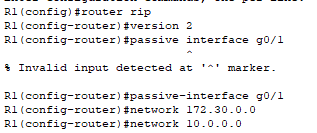 R1(config)#router rip
R1(config-router)#version 2
R1(config-router)#passive interface g0/1
^
% Invalid input detected at '^' marker.
R1(config-router)#passive-interface g0/1
R1(config-router)#network 172.30.0.0
R1(config-router)#network 10.0.0.0